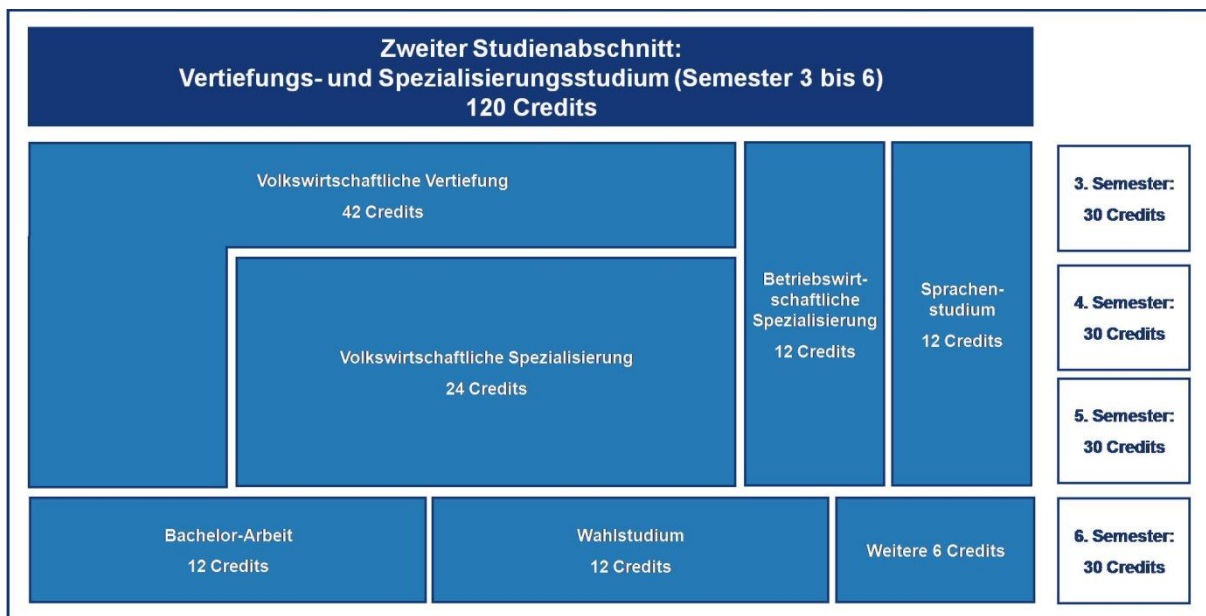 Zweiter Studienabschnitt:
Vertiefungs- und Spezialisierungsstudium (Semester 3 bis 6)
120 Credits
Volkswirtschaftliche Vertiefung
42 Credits
Volkswirtschaftliche Spezialisierung
24 Credits
Betriebswirt-
schaftliche
Spezialisierung
12 Credits
Sprachen-
studium
12 Credits
3. Semester:
30 Credits
4. Semester:
30 Credits
5. Semester:
30 Credits
Bachelor-Arbeit
12 Credits
Wahlstudium
12 Credits
Weitere 6 Credits
6. Semester:
30 Credits